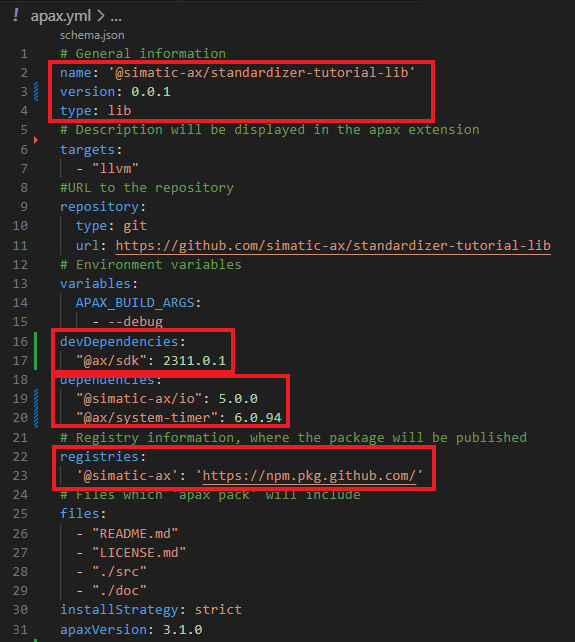 ! apax.yml > ...
schema.json
1 # General information
2 name: '@simatic-ax/standardizer-tutorial-lib'
3 version: 0.0.1
4 type: lib
5 # Description will be displayed in the apax extension
6 targets:
7 - "llvm"
8 #URL to the repository
9 repository:
10 type: git
11 url: https://github.com/simatic-ax/standardizer-tutorial-lib
12 # Environment variables
13 variables:
14 APAX_BUILD_ARGS:
15 - --debug
16 devDependencies:
17 "@ax/sdk": 2311.0.1
18 dependencies:
19 "@simatic-ax/io": 5.0.0
20 "@ax/system-timer": 6.0.94
21 # Registry information, where the package will be published
22 registries:
23 '@simatic-ax': 'https://npm.pkg.github.com/'
24 # Files which 'apax pack' will include
25 files:
26 - "README.md"
27 - "LICENSE.md"
28 - "./src"
29 - "./doc"
30 installStrategy: strict
31 apaxVersion: 3.1.0